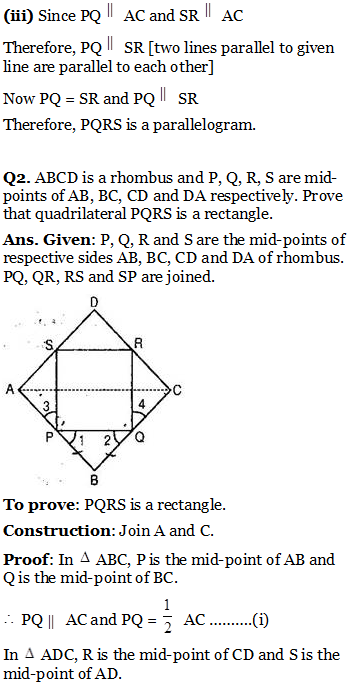 (iii) Since PQ || AC and SR || AC
Therefore, PQ || SR [two lines parallel to given
line are parallel to each other]
Now PQ = SR and PQ || SR
Therefore, PQRS is a parallelogram.
Q2. ABCD is a rhombus and P, Q, R, S are mid-
points of AB, BC, CD and DA respectively. Prove
that quadrilateral PQRS is a rectangle.
Ans. Given: P, Q, R and S are the mid-points of
respective sides AB, BC, CD and DA of rhombus.
PQ, QR, RS and SP are joined.
D
S R
A C
3 4
P 1 2 Q
B
To prove: PQRS is a rectangle.
Construction: Join A and C.
Proof: In Δ ABC, P is the mid-point of AB and
Q is the mid-point of BC.
∴ PQ || AC and PQ = 1/2 AC ..........(i)
In Δ ADC, R is the mid-point of CD and S is the
mid-point of AD.